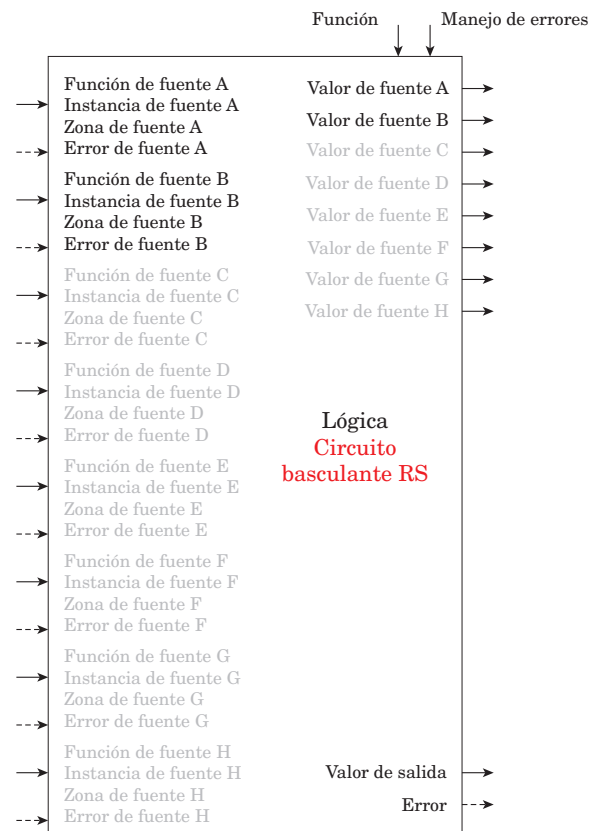 Función
Manejo de errores
Función de fuente A
Instancia de fuente A
Zona de fuente A
Error de fuente A
Función de fuente B
Instancia de fuente B
Zona de fuente B
Error de fuente B
Función de fuente C
Instancia de fuente C
Zona de fuente C
Error de fuente C
Función de fuente D
Instancia de fuente D
Zona de fuente D
Error de fuente D
Función de fuente E
Instancia de fuente E
Zona de fuente E
Error de fuente E
Función de fuente F
Instancia de fuente F
Zona de fuente F
Error de fuente F
Función de fuente G
Instancia de fuente G
Zona de fuente G
Error de fuente G
Función de fuente H
Instancia de fuente H
Zona de fuente H
Error de fuente H
Valor de fuente A
Valor de fuente B
Valor de fuente C
Valor de fuente D
Valor de fuente E
Valor de fuente F
Valor de fuente G
Valor de fuente H
Lógica
Circuito
basculante RS
Valor de salida
Error